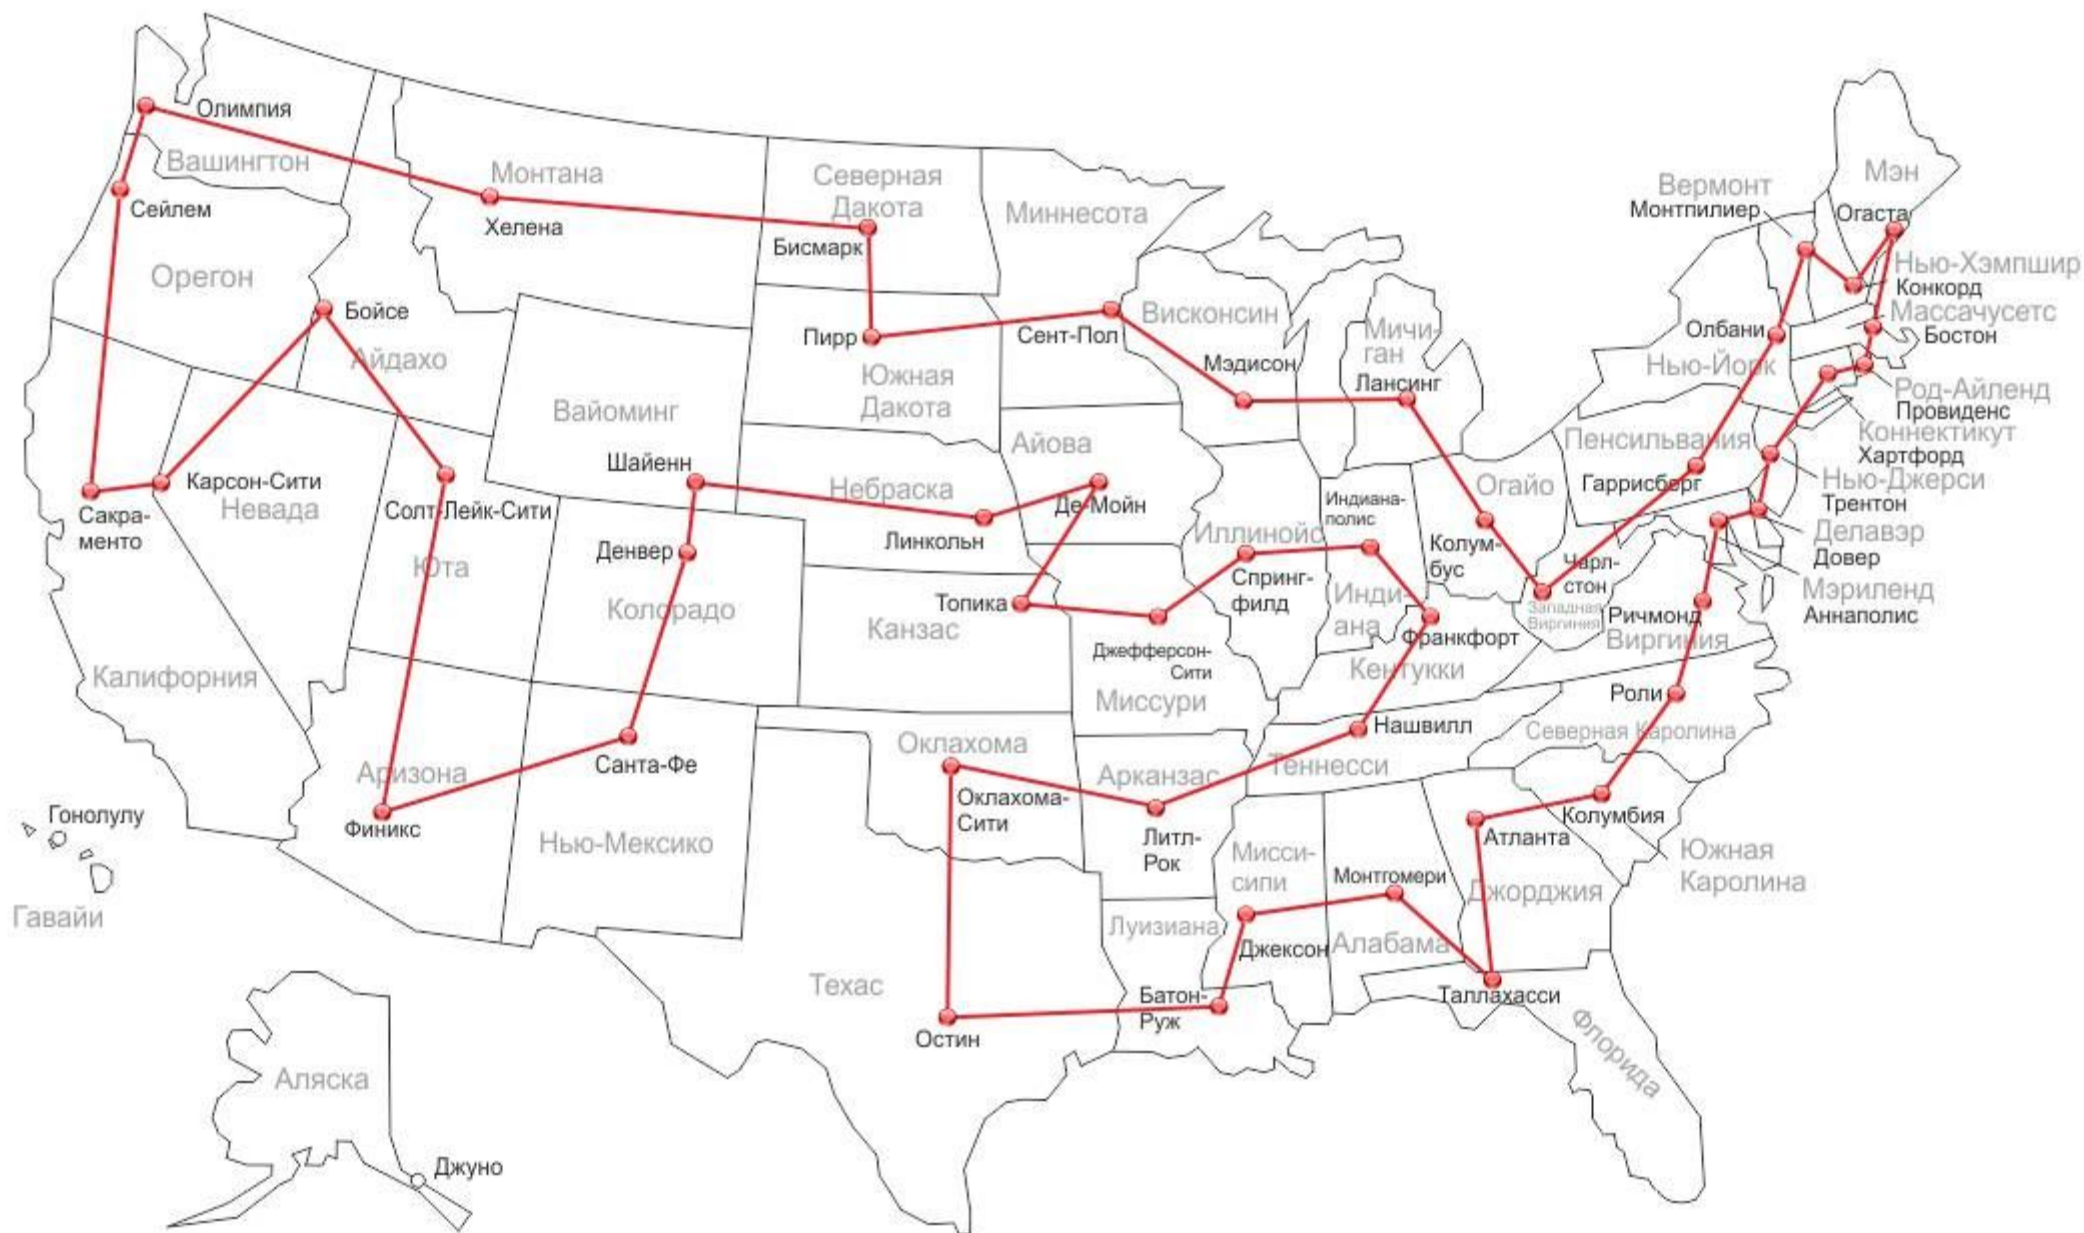 Олимпия
Вашингтон
Сейлем
Орегон
Монтана
Хелена
Северная
Дакота
Бисмарк
Миннесота
Бойсе
Айдахо
Пирр
Южная
Дакота
Сент-Пол
Висконсин
Мэдисон
Мичи-
ган
Лансинг
Вермонт
Монтпилиер
Мэн
Огаста
Нью-Хэмпшир
Конкорд
Массачусетс
Бостон
Олбани
Нью-Йорк
Род-Айленд
Провиденс
Коннектикут
Хартфорд
Вайоминг
Шайенн
Айова
Небраска
Линкольн
Де-Мойн
Пенсильвания
Гаррисберг
Нью-Джерси
Трентон
Делавэр
Довер
Мэриленд
Аннаполис
Карсон-Сити
Невада
Сакра-
менто
Солт-Лейк-Сити
Юта
Денвер
Колорадо
Топика
Канзас
Иллинойс
Спринг-
филд
Индиана-
полис
Инди-
ана
Огайо
Колум-
бус
Чарл-
стон
Западная
Виргиния
Ричмонд
Виргиния
Франкфорт
Кентукки
Джефферсон-
Сити
Миссури
Калифорния
Аризона
Финикс
Санта-Фе
Нью-Мексико
Оклахома
Оклахома-
Сити
Арканзас
Литл-
Рок
Нашвилл
Теннесси
Роли
Северная Каролина
Колумбия
Южная
Каролина
Атланта
Джорджия
Мисси-
сипи
Джексон
Монтгомери
Алабама
Луизиана
Батон-
Руж
Таллахасси
Флорида
Техас
Остин
Гонолулу
Гавайи
Аляска
Джуно